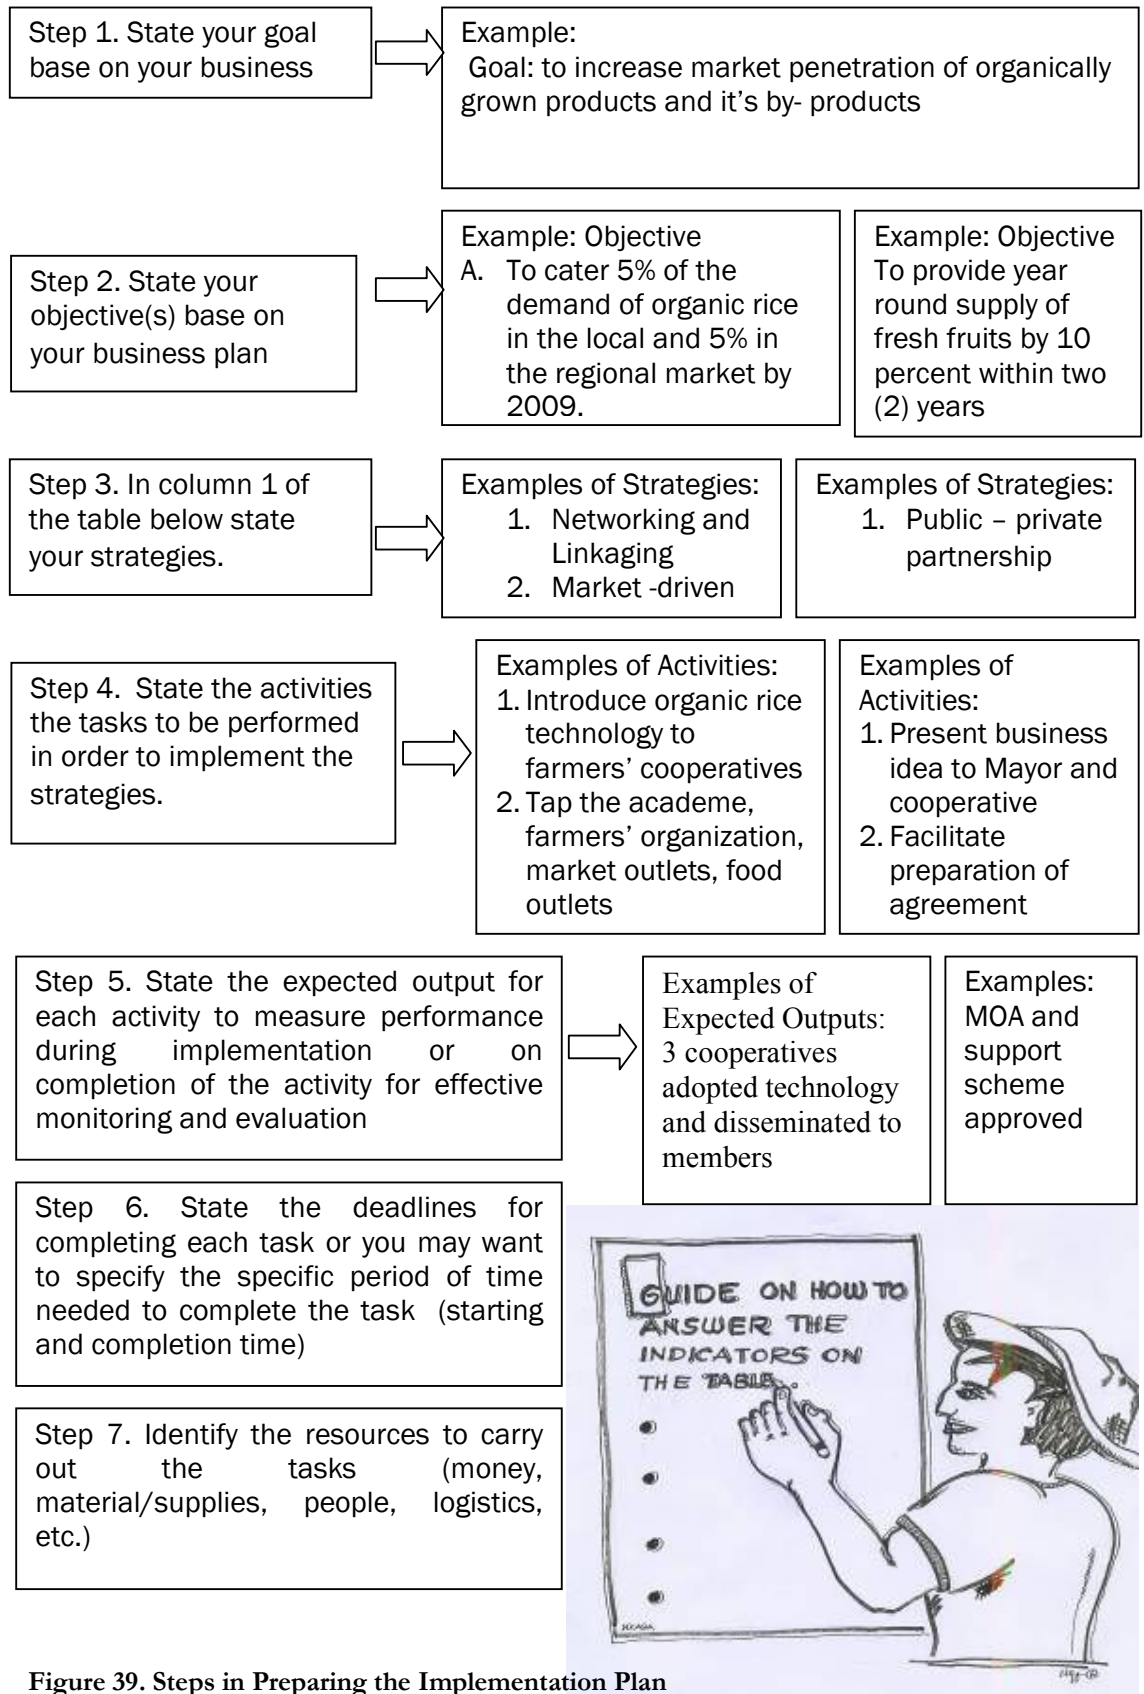 Step 1. State your goal
base on your business
Example:
Goal: to increase market penetration of organically
grown products and it's by- products
Step 2. State your
objective(s) base on
your business plan
Example: Objective
A. To cater 5% of the
demand of organic rice
in the local and 5% in
the regional market by
2009.
Example: Objective
To provide year
round supply of
fresh fruits by 10
percent within two
(2) years
Step 3. In column 1 of
the table below state
your strategies.
Examples of Strategies:
1. Networking and
Linkaging
2. Market -driven
Examples of Strategies:
1. Public – private
partnership
Step 4. State the activities
the tasks to be performed
in order to implement the
strategies.
Examples of Activities:
1. Introduce organic rice
technology to
farmers' cooperatives
2. Tap the academe,
farmers' organization,
market outlets, food
outlets
Examples of
Activities:
1. Present business
idea to Mayor and
cooperative
2. Facilitate
preparation of
agreement
Step 5. State the expected output for
each activity to measure performance
during implementation or on
completion of the activity for effective
monitoring and evaluation
Examples of
Expected Outputs:
3 cooperatives
adopted technology
and disseminated to
members
Examples:
MOA and
support
scheme
approved
Step 6. State the deadlines for
completing each task or you may want
to specify the specific period of time
needed to complete the task (starting
and completion time)
Step 7. Identify the resources to carry
out the tasks (money,
material/supplies, people, logistics,
etc.)
GUIDE ON HOW TO
ANSWER THE
INDICATORS ON
THE TABLE.
Figure 39. Steps in Preparing the Implementation Plan